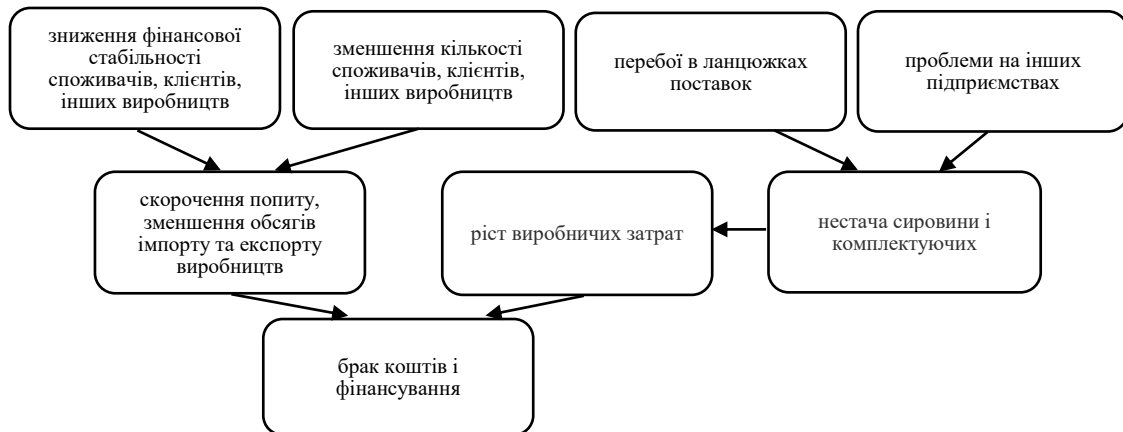 зниження фінансової
стабільності
споживачів, клієнтів,
інших виробництв
зменшення кількості
споживачів, клієнтів,
інших виробництв
перебої в ланцюжках
поставок
проблеми на інших
підприємствах
скорочення попиту,
зменшення обсягів
імпорту та експорту
виробництв
ріст виробничих затрат
нестача сировини і
комплектуючих
брак коштів і
фінансування